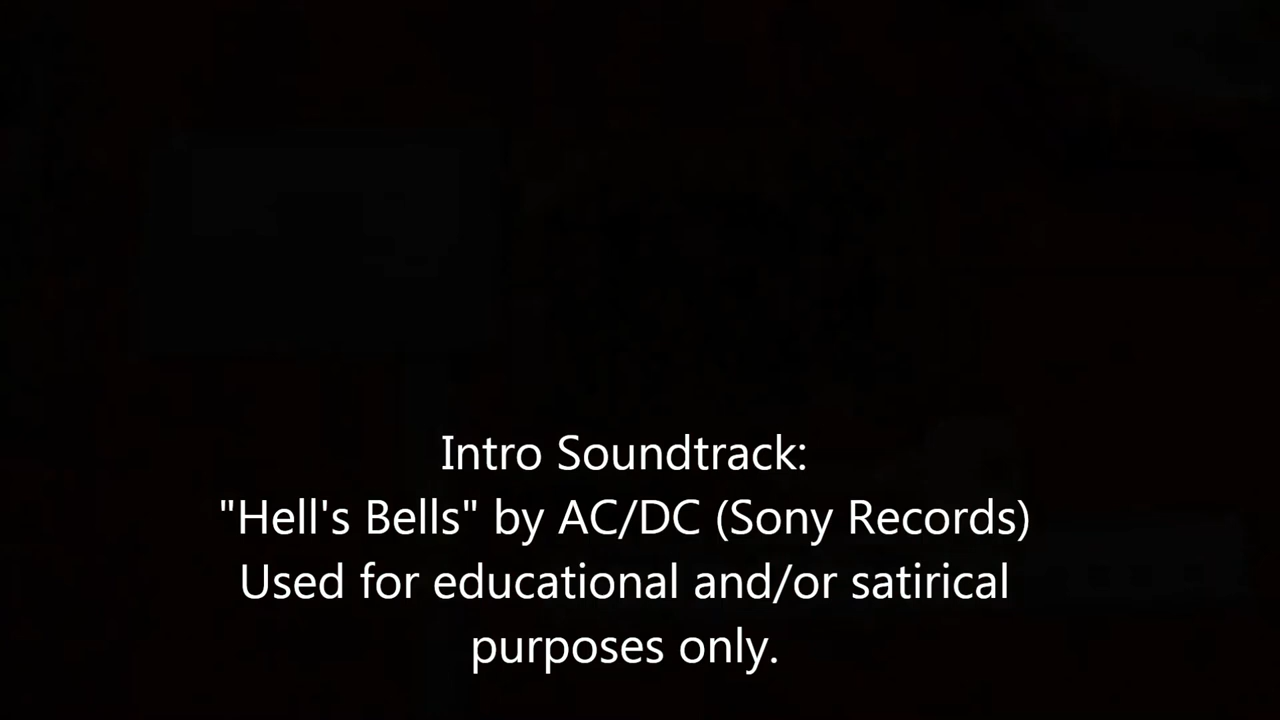 Intro Soundtrack:
"Hell's Bells" by AC/DC (Sony Records)
Used for educational and/or satirical
purposes only.